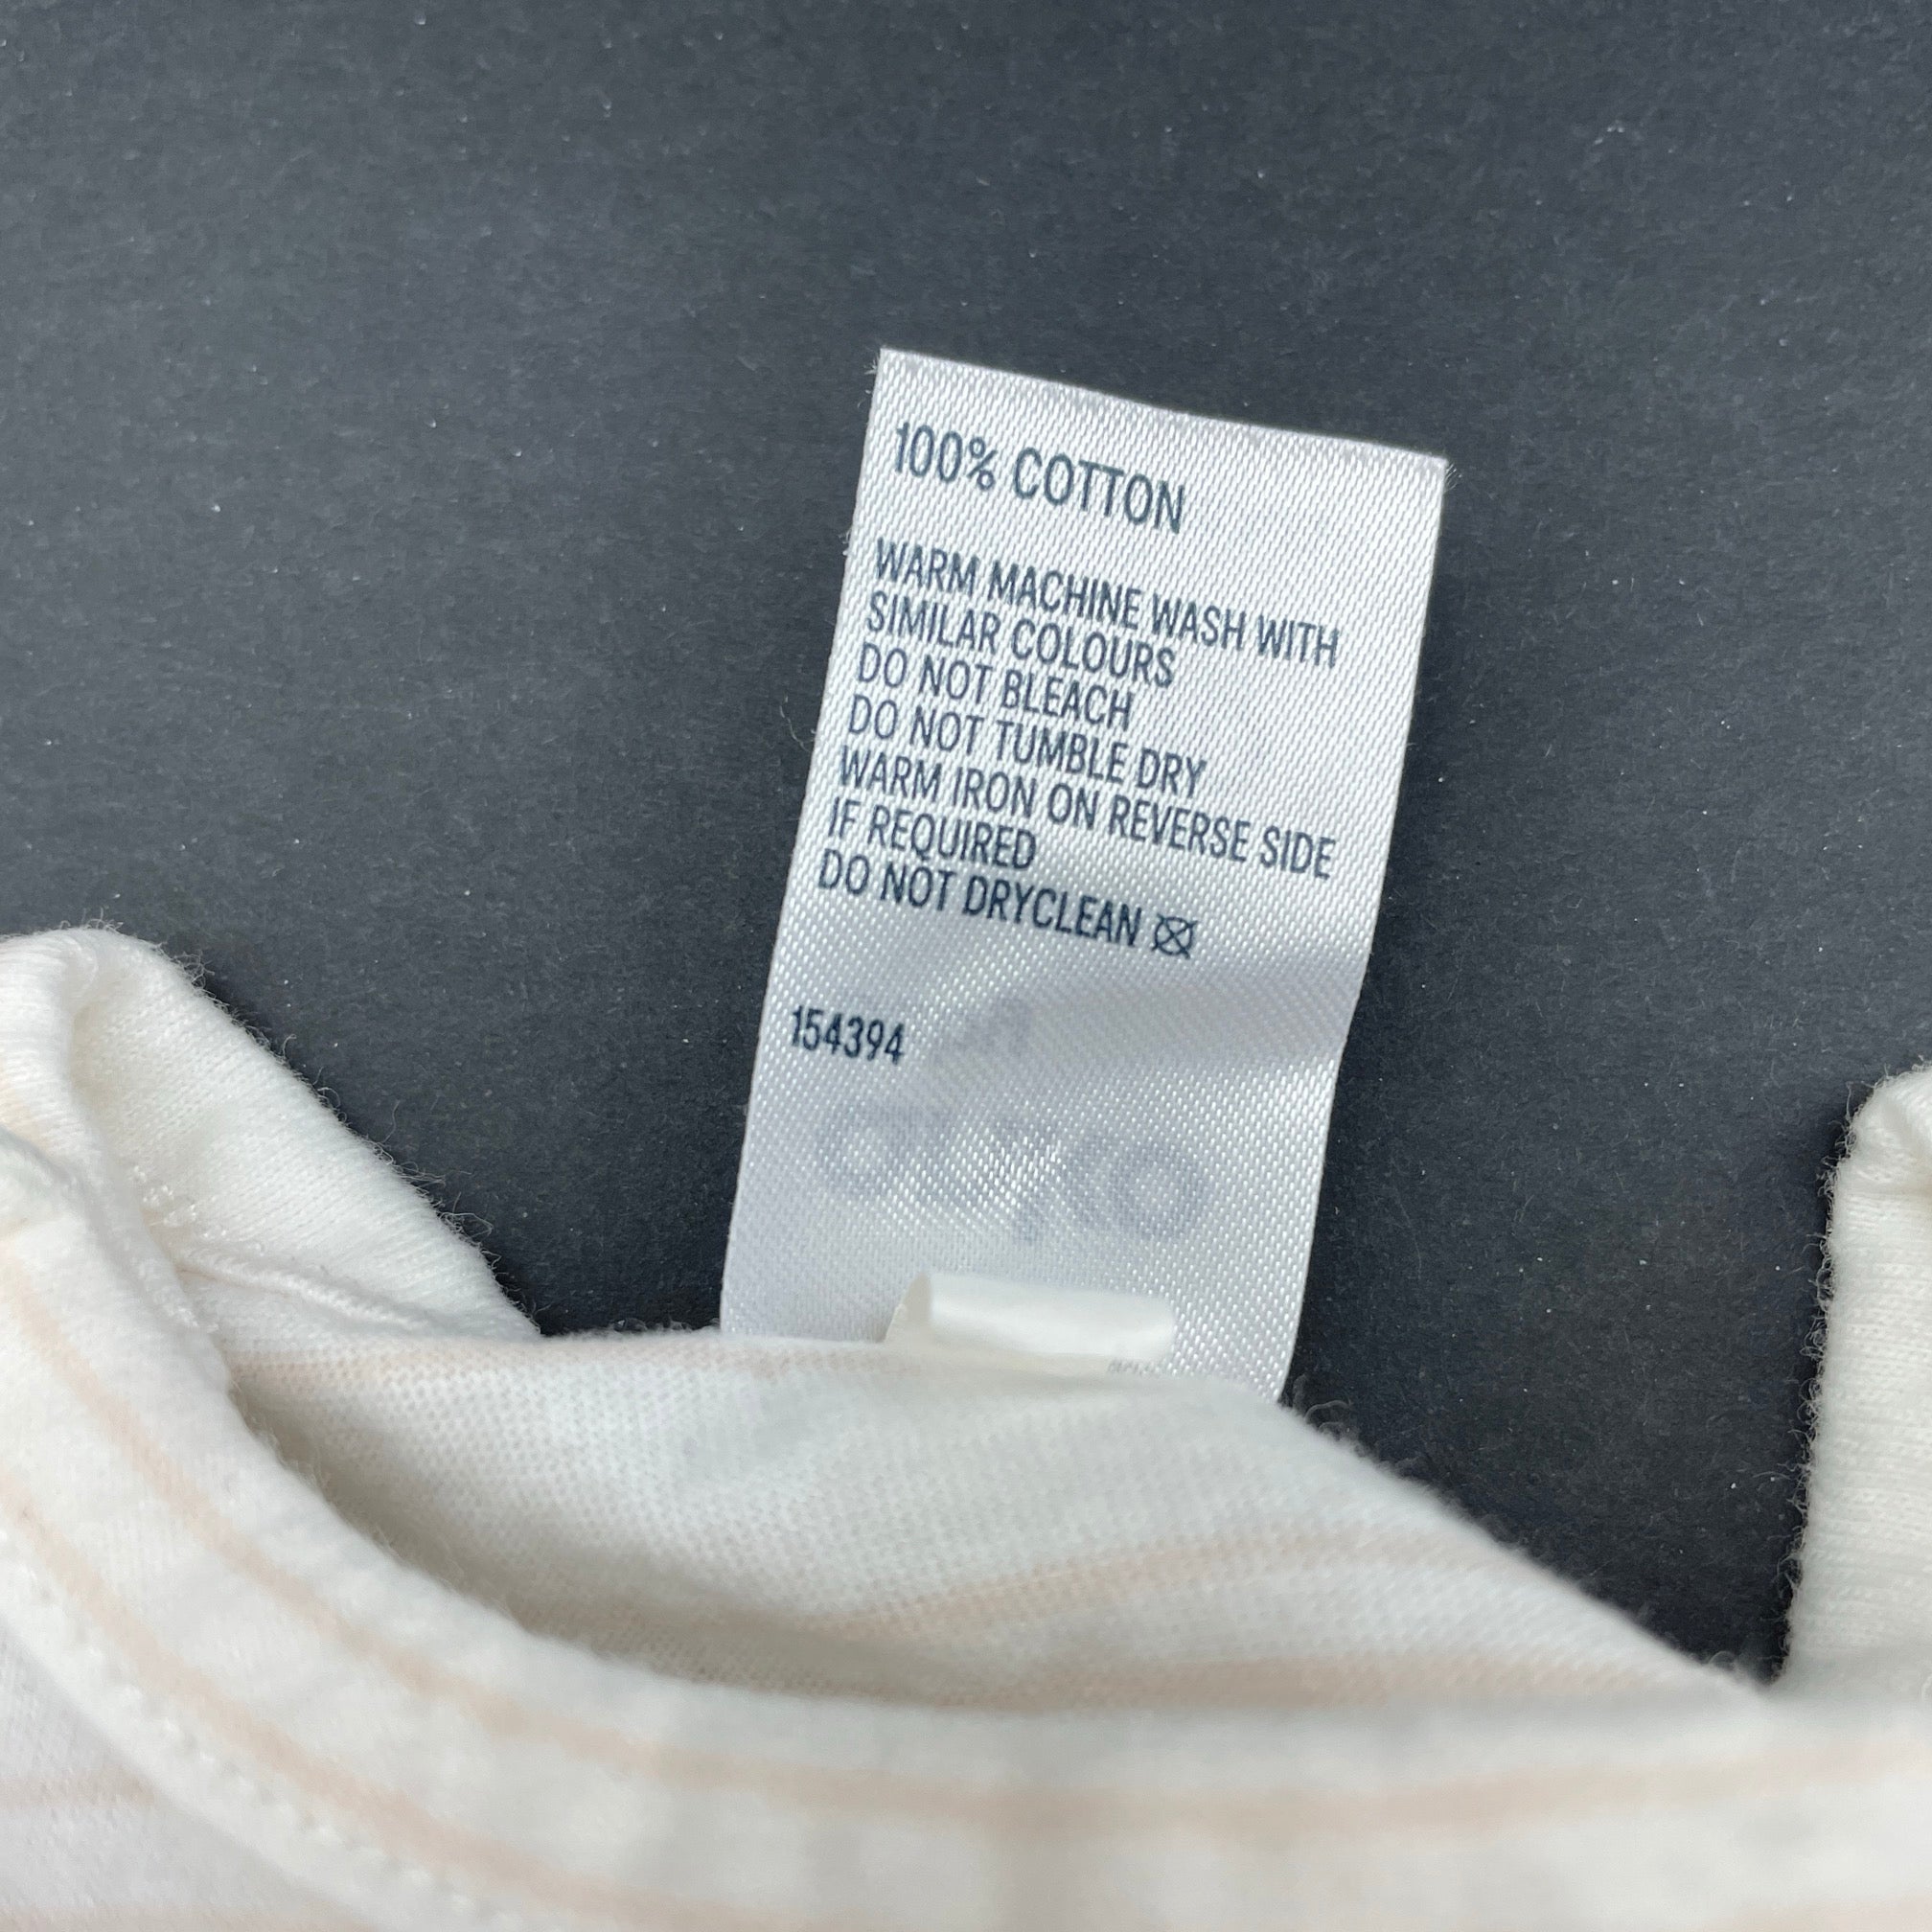 100% COTTON
WARM MACHINE WASH WITH
SIMILAR COLOURS
DO NOT BLEACH
DO NOT TUMBLE DRY
WARM IRON ON REVERSE SIDE
IF REQUIRED
DO NOT DRYCLEAN
154394